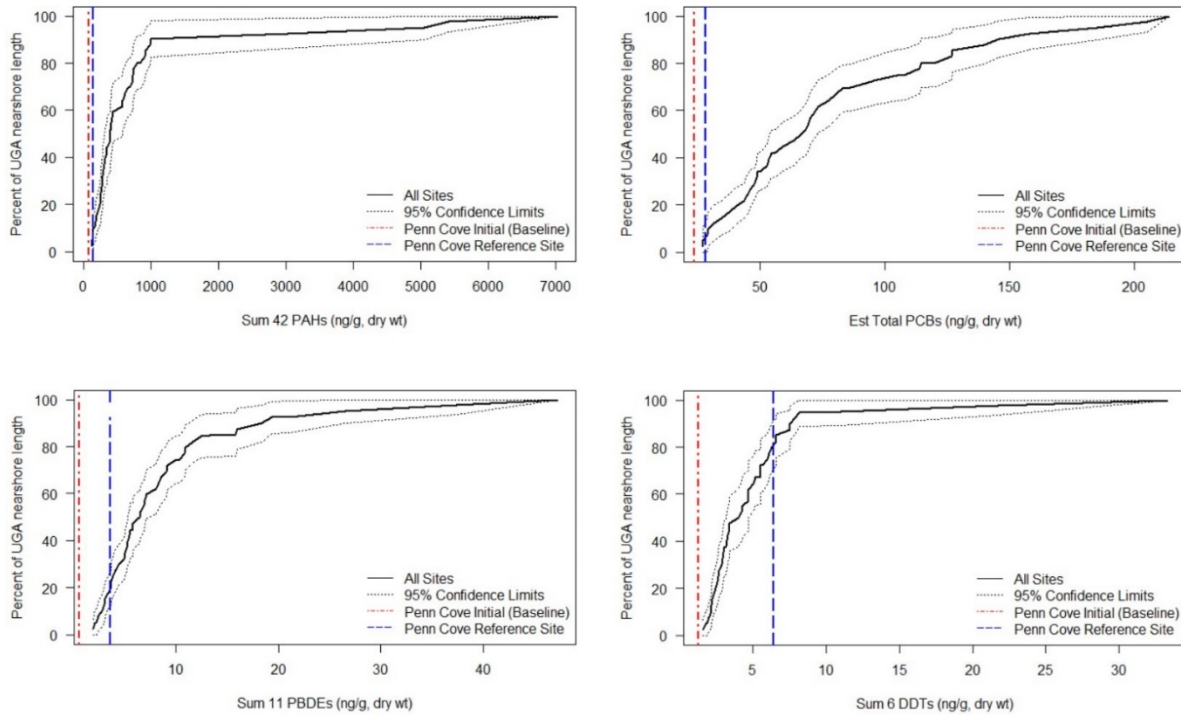 Percent of UGA nearshore length
100
80
60
40
20
0
All Sites
95% Confidence Limits
Penn Cove Initial (Baseline)
Penn Cove Reference Site
0 1000 2000 3000 4000 5000 6000 7000
Sum 42 PAHs (ng/g, dry wt)
Percent of UGA nearshore length
100
80
60
40
20
0
All Sites
95% Confidence Limits
Penn Cove Initial (Baseline)
Penn Cove Reference Site
50 100 150 200
Est Total PCBs (ng/g, dry wt)
Percent of UGA nearshore length
100
80
60
40
20
0
All Sites
95% Confidence Limits
Penn Cove Initial (Baseline)
Penn Cove Reference Site
10 20 30 40
Sum 11 PBDEs (ng/g, dry wt)
Percent of UGA nearshore length
100
80
60
40
20
0
All Sites
95% Confidence Limits
Penn Cove Initial (Baseline)
Penn Cove Reference Site
5 10 15 20 25 30
Sum 6 DDTs (ng/g, dry wt)